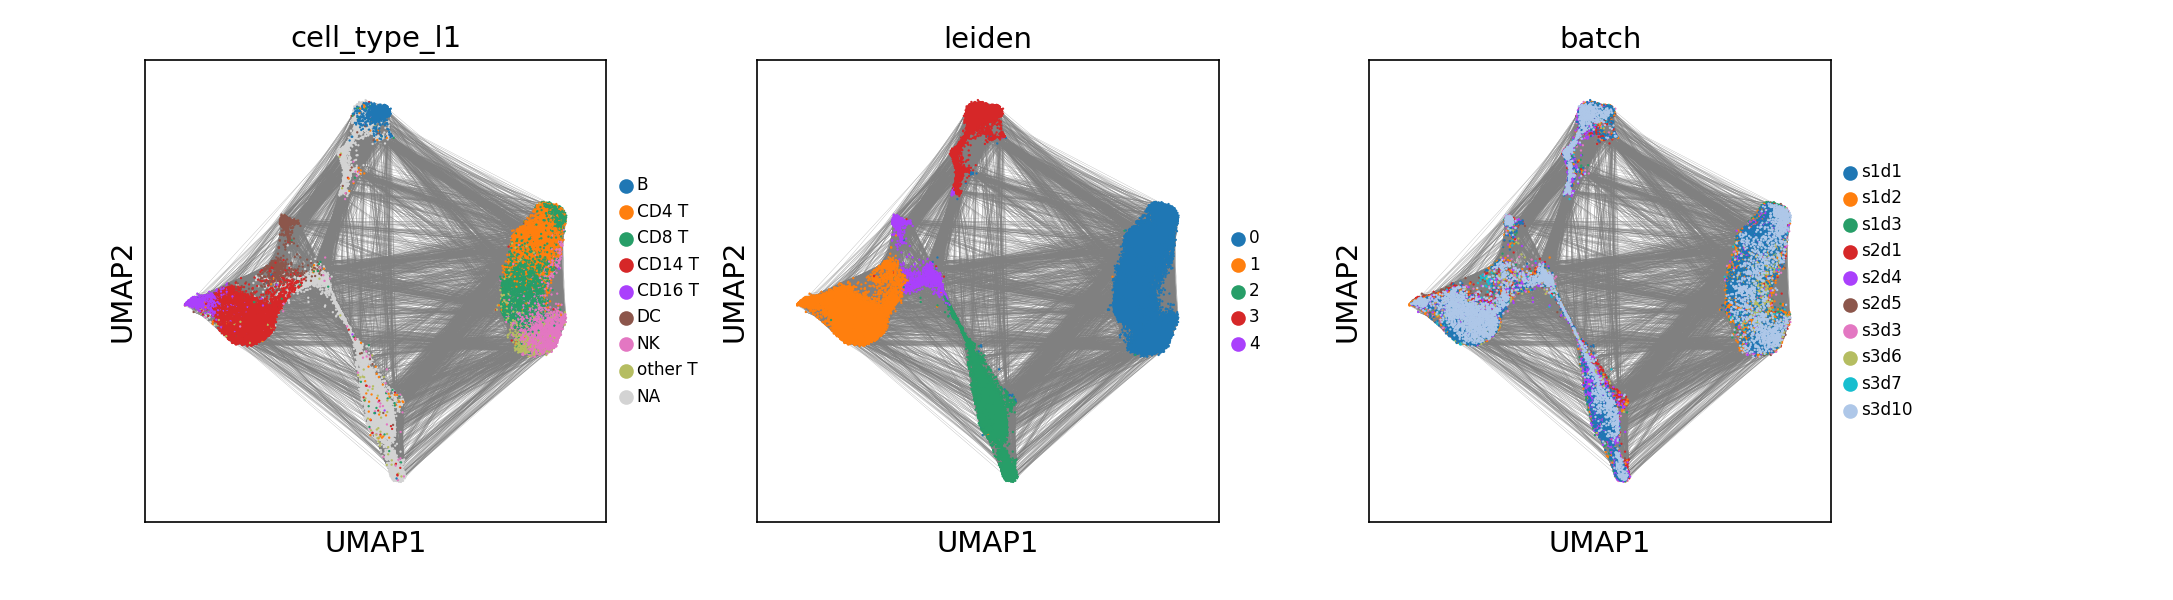 cell_type_l1
UMAP2
UMAP1
B
CD4 T
CD8 T
CD14 T
CD16 T
DC
NK
other T
NA
leiden
UMAP2
UMAP1
0
1
2
3
4
batch
UMAP2
UMAP1
s1d1
s1d2
s1d3
s2d1
s2d4
s2d5
s3d3
s3d6
s3d7
s3d10